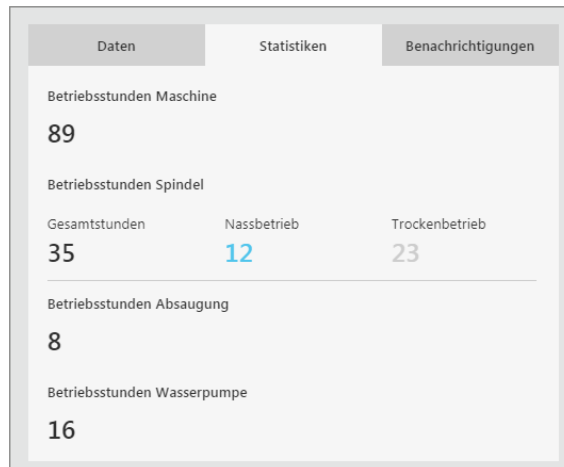 Daten Statistiken Benachrichtigungen
Betriebsstunden Maschine
89
Betriebsstunden Spindel
Gesamtstunden Nassbetrieb Trockenbetrieb
35 12 23
Betriebsstunden Absaugung
8
Betriebsstunden Wasserpumpe
16